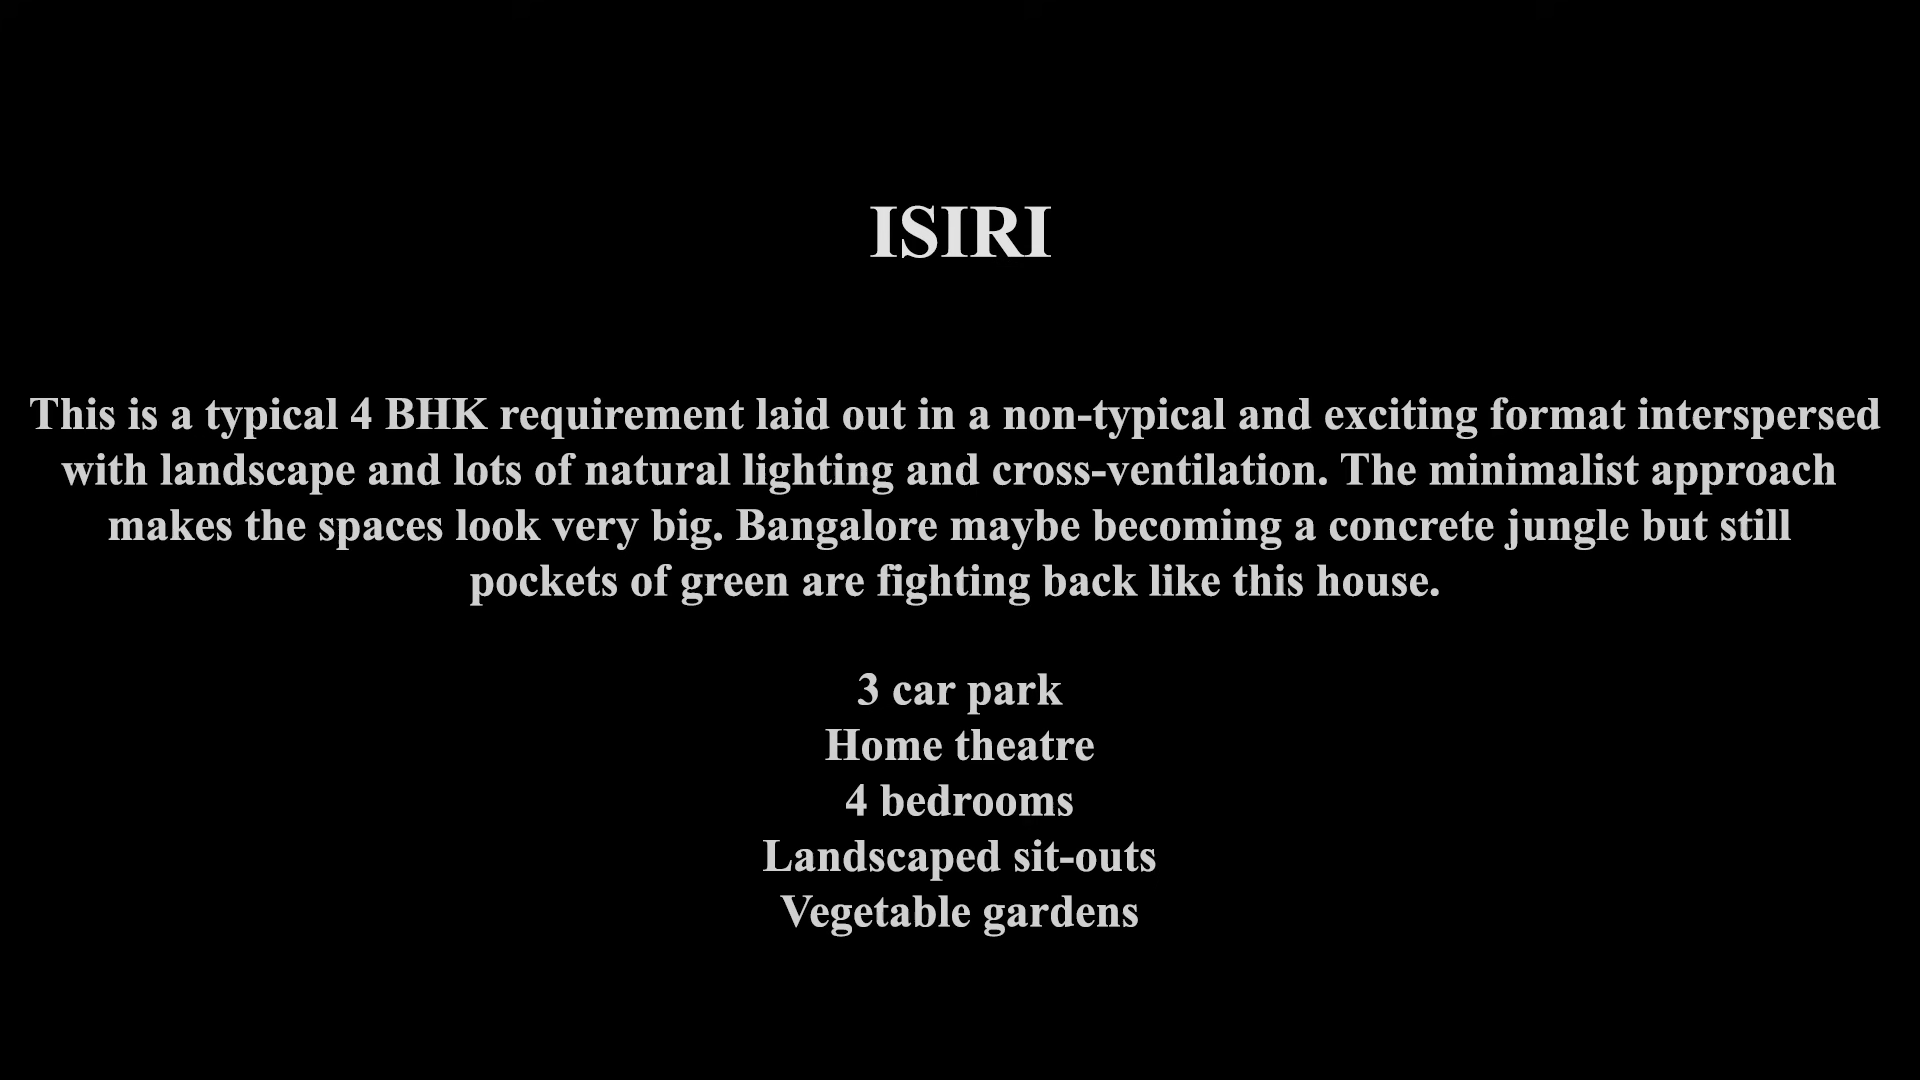 ISIRI
This is a typical 4 BHK requirement laid out in a non-typical and exciting format interspersed
with landscape and lots of natural lighting and cross-ventilation. The minimalist approach
makes the spaces look very big. Bangalore maybe becoming a concrete jungle but still
pockets of green are fighting back like this house.
3 car park
Home theatre
4 bedrooms
Landscaped sit-outs
Vegetable gardens